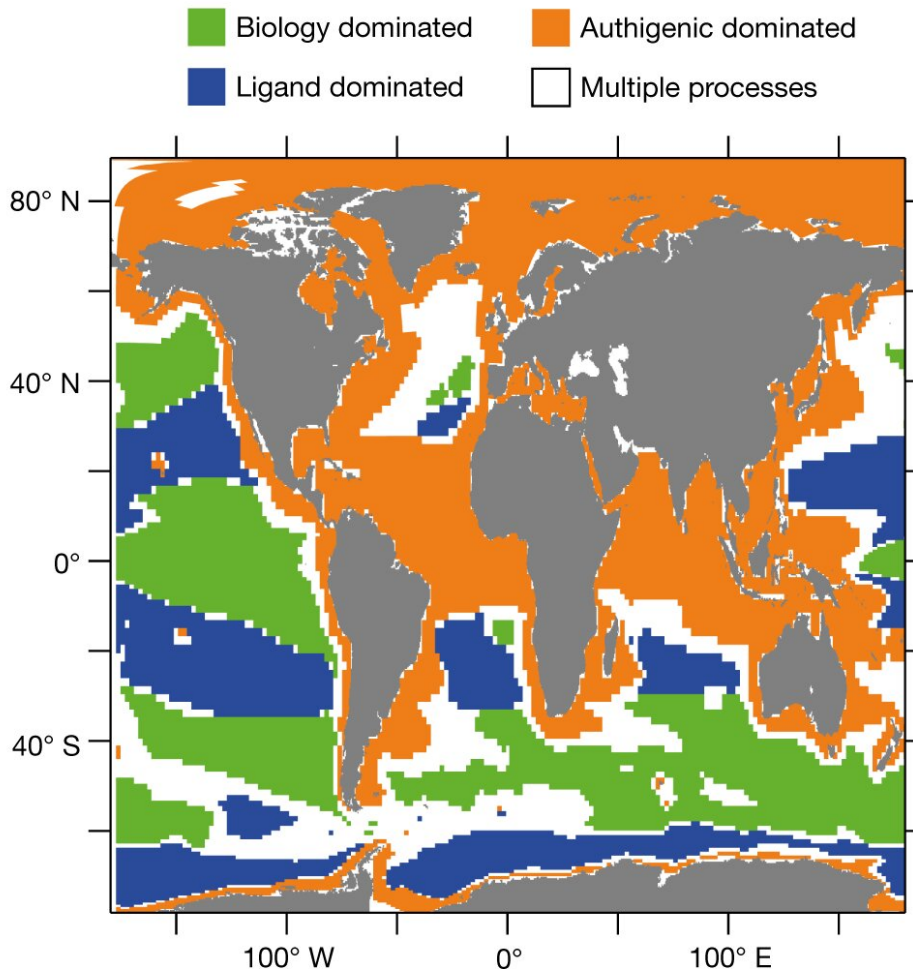 Biology dominated
Authigenic dominated
Ligand dominated
Multiple processes
80° N
40° N
0°
40° S
100° W
0°
100° E